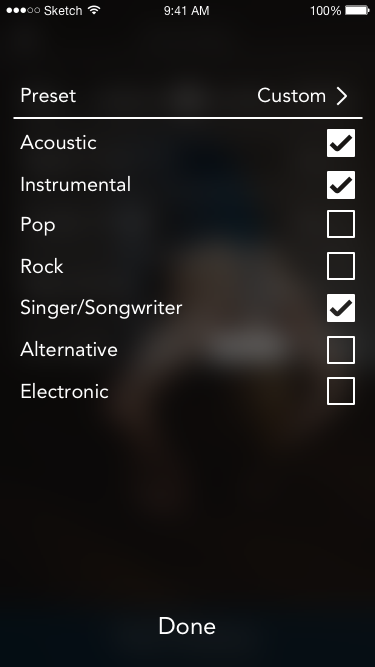 Sketch 9:41 AM 100%
Preset Custom
Acoustic
Instrumental
Pop
Rock
Singer/Songwriter
Alternative
Electronic
Done